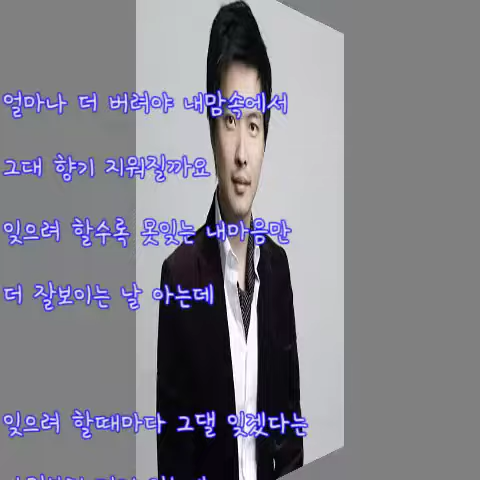 얼마나 더 버려야 내맘속에서
그대 향기 지워질까요
잊으려 할수록 못잊는 내마음만
더 잘보이는 날 아는데
잊으려 할때마다 그댈 잊겠다는